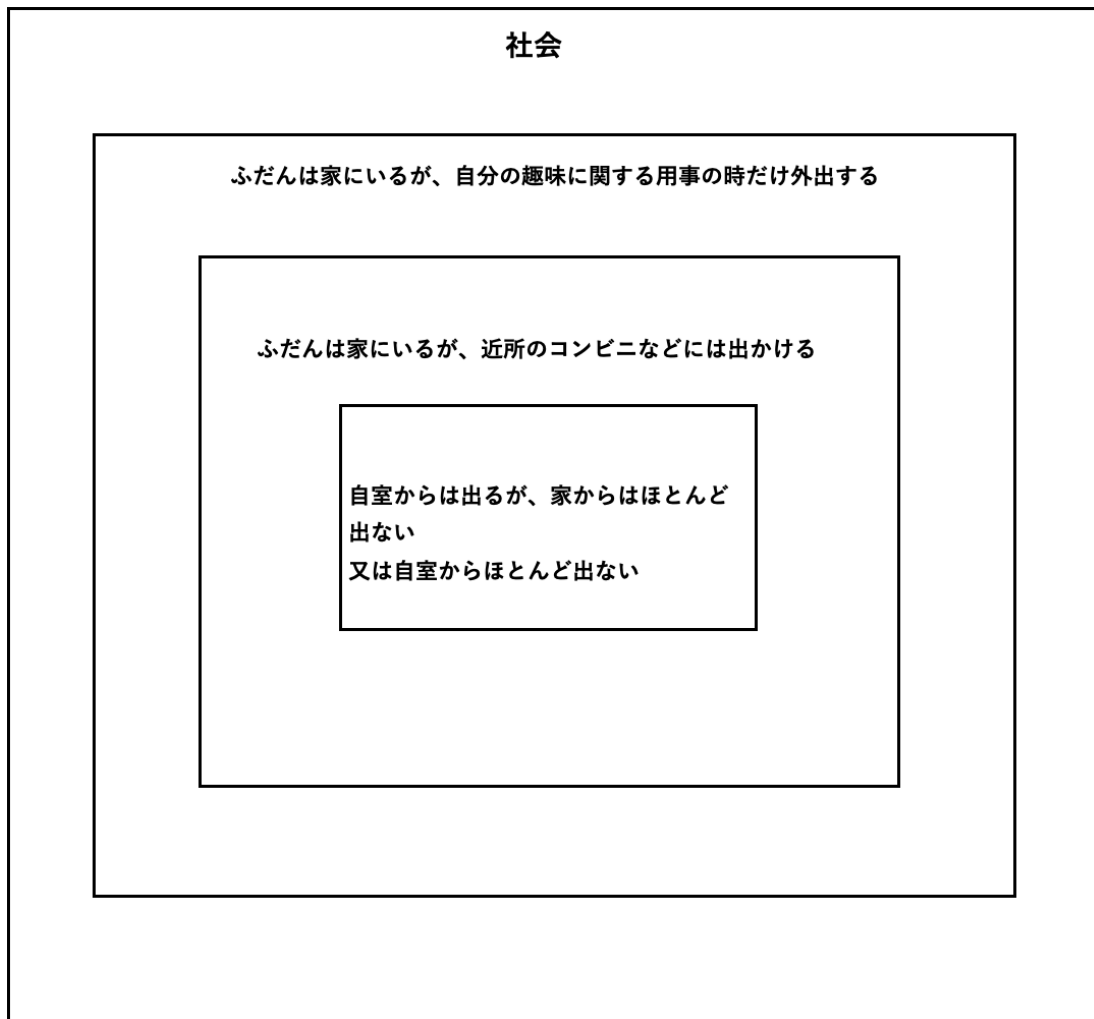 社会
ふだんは家にいるが、自分の趣味に関する用事の時だけ外出する
ふだんは家にいるが、近所のコンビニなどには出かける
自室からは出るが、家からはほとんど
出ない
又は自室からほとんど出ない